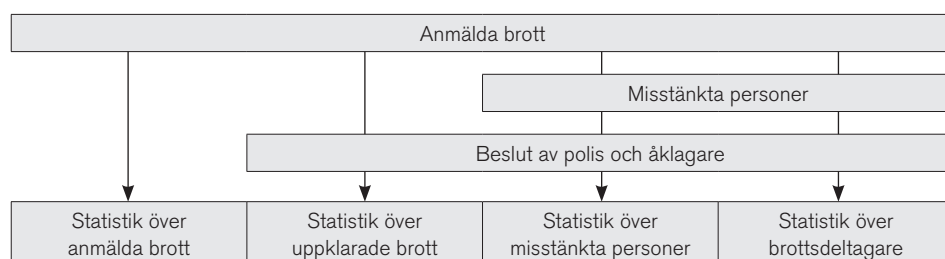 Anmälda brott
Misstänkta personer
Beslut av polis och åklagare
Statistik över
anmälda brott
Statistik över
uppklarade brott
Statistik över
misstänkta personer
Statistik över
brottsdeltagare